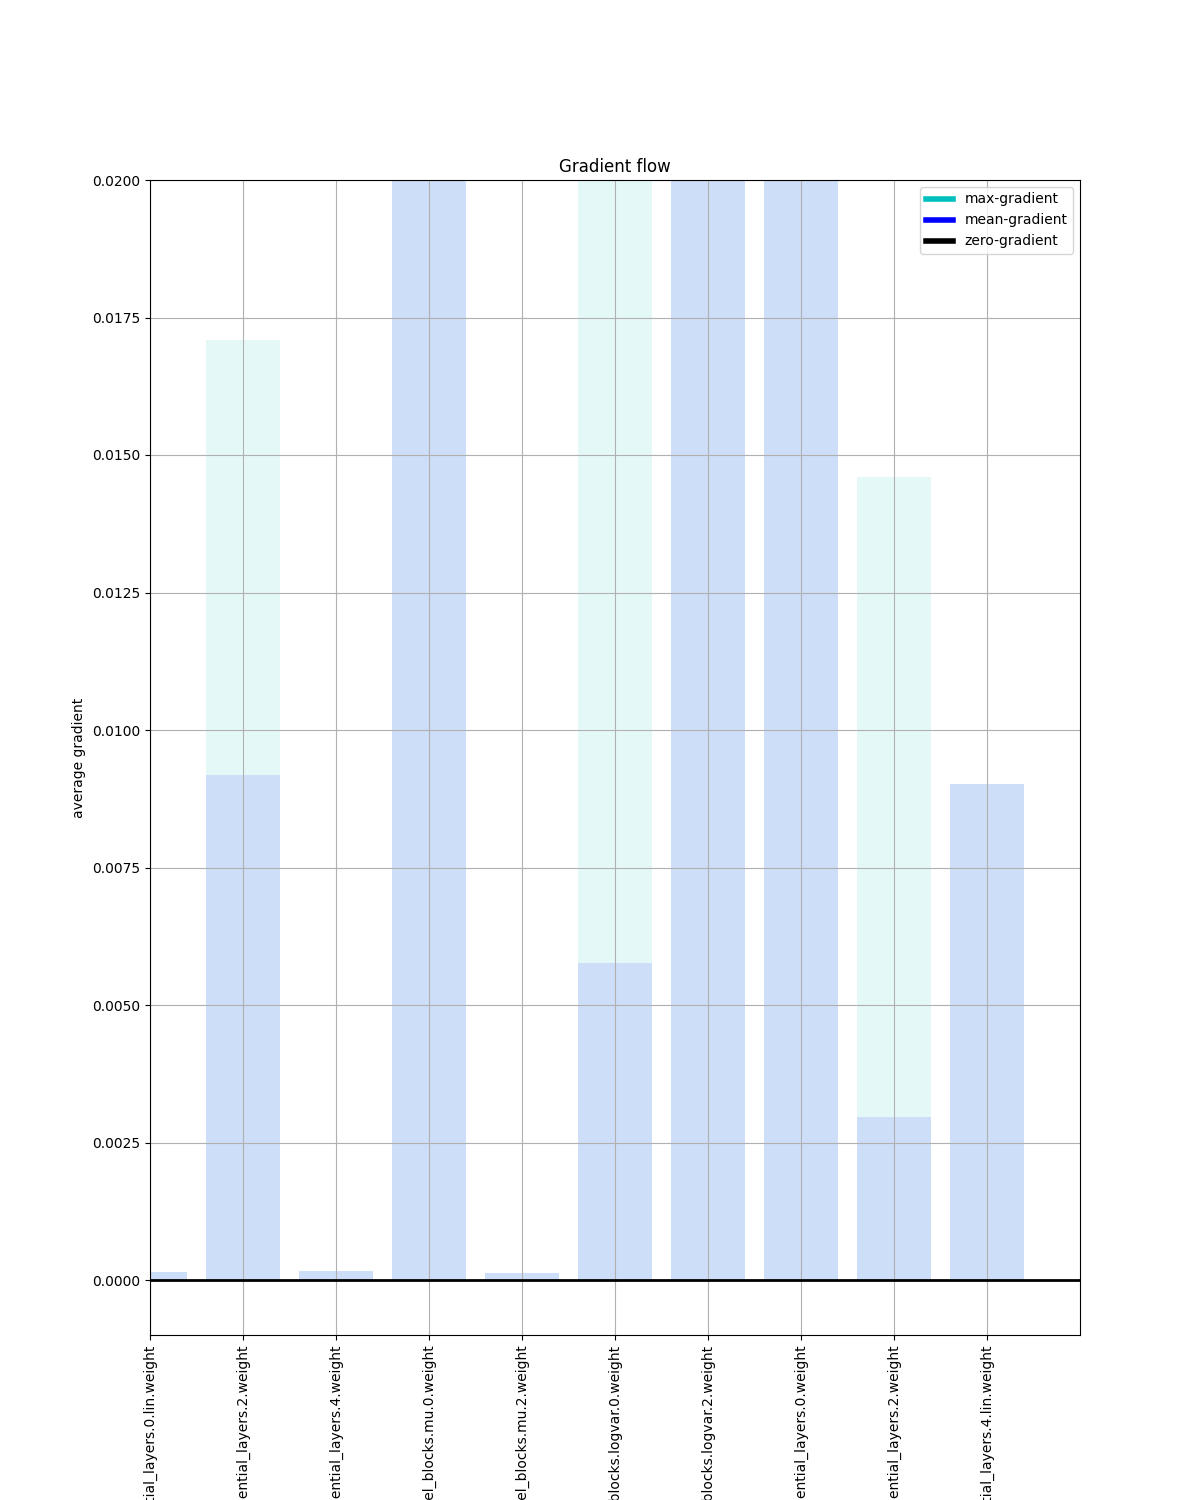 Gradient flow
max-gradient
mean-gradient
zero-gradient
0.0200
0.0175
0.0150
0.0125
0.0100
0.0075
0.0050
0.0025
0.0000
average gradient
tial_layers.0.lin.weight
ential_layers.2.weight
ential_layers.4.weight
el_blocks.mu.0.weight
el_blocks.mu.2.weight
blocks.logvar.0.weight
blocks.logvar.2.weight
ential_layers.0.weight
ential_layers.2.weight
tial_layers.4.lin.weight